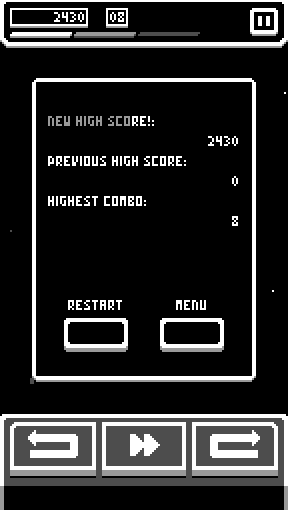 2430 08
NEW HIGH SCORE!:
2430
PREVIOUS HIGH SCORE:
0
HIGHEST COMBO:
8
RESTART MENU